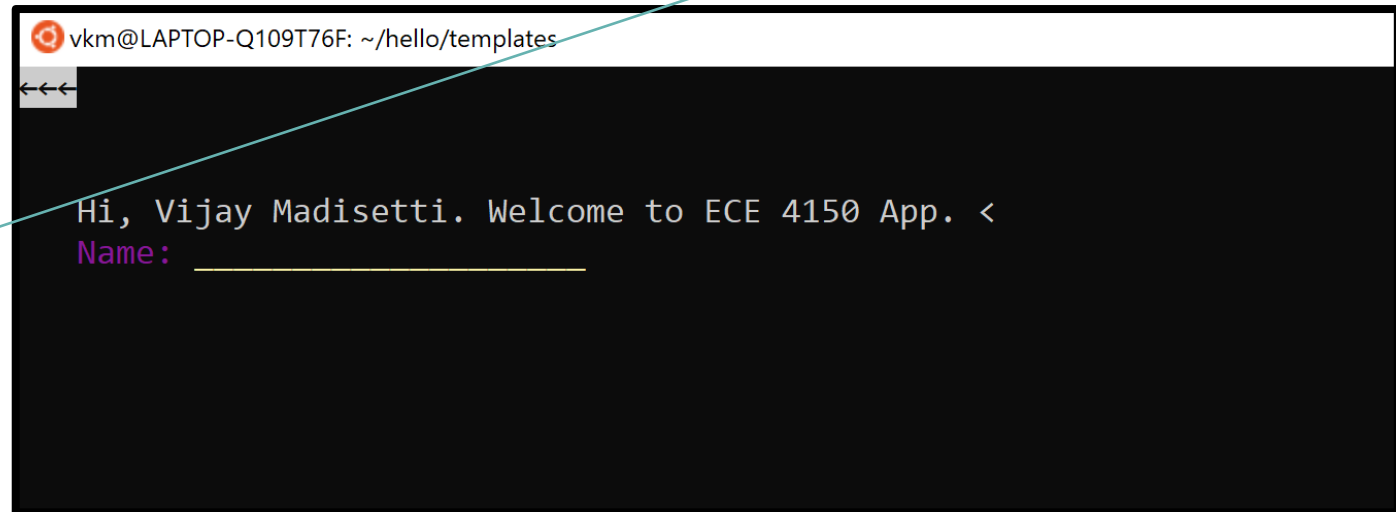 vkm@LAPTOP-Q109T76F: ~/hello/templates
←←←
Hi, Vijay Madisetti. Welcome to ECE 4150 App. <
Name: ____________________